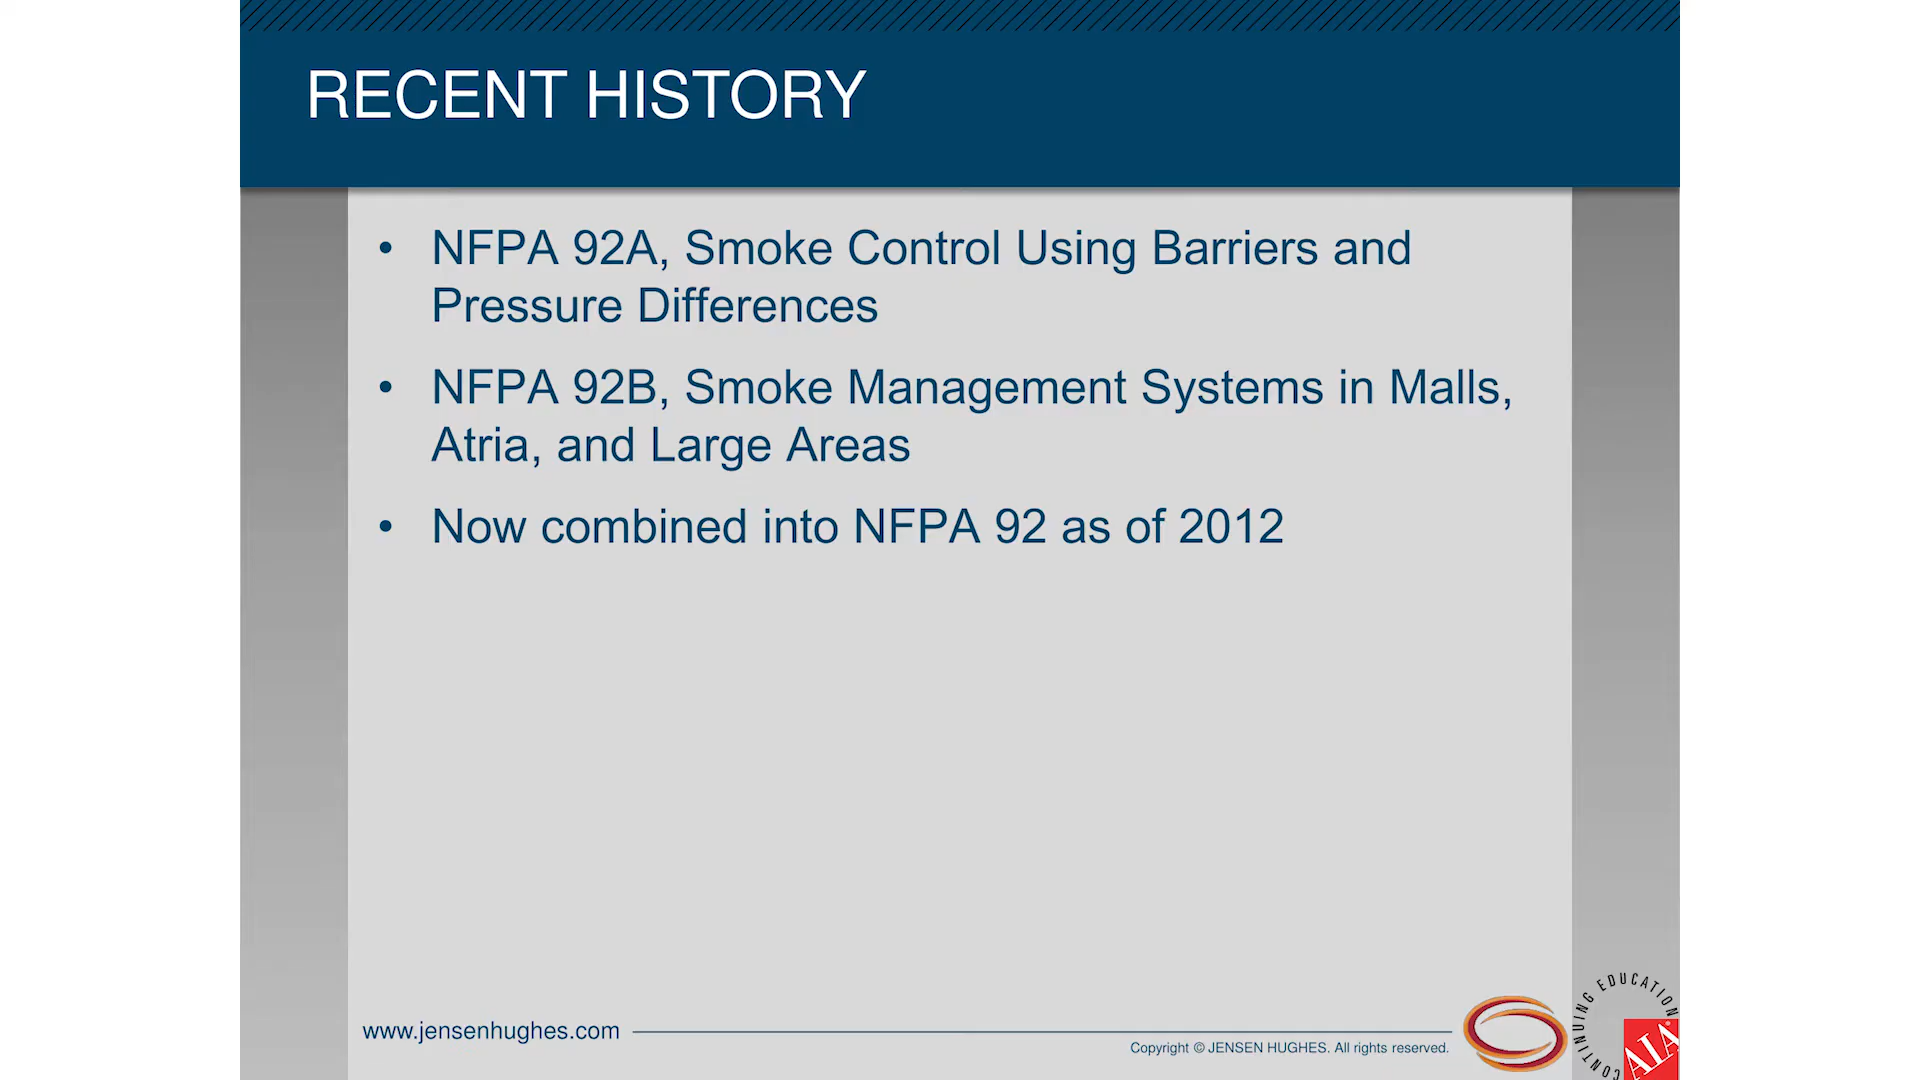 RECENT HISTORY
• NFPA 92A, Smoke Control Using Barriers and
Pressure Differences
• NFPA 92B, Smoke Management Systems in Malls,
Atria, and Large Areas
• Now combined into NFPA 92 as of 2012
www.jensenhughes.com
Copyright © JENSEN HUGHES. All rights reserved.
CONTINUING EDUCATION
AIA